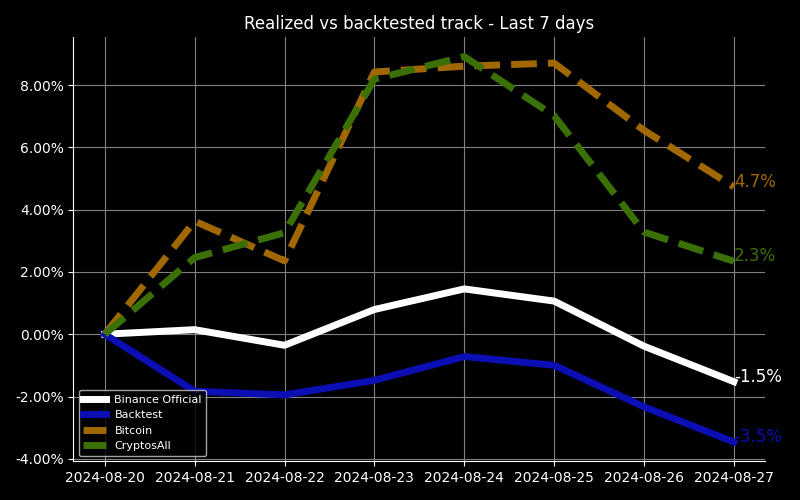 Realized vs backtested track - Last 7 days
8.00%
6.00%
4.00%
2.00%
0.00%
-2.00%
-4.00%
4.7%
2.3%
-1.5%
-3.5%
Binance Official
Backtest
Bitcoin
CryptosAll
2024-08-20 2024-08-21 2024-08-22 2024-08-23 2024-08-24 2024-08-25 2024-08-26 2024-08-27